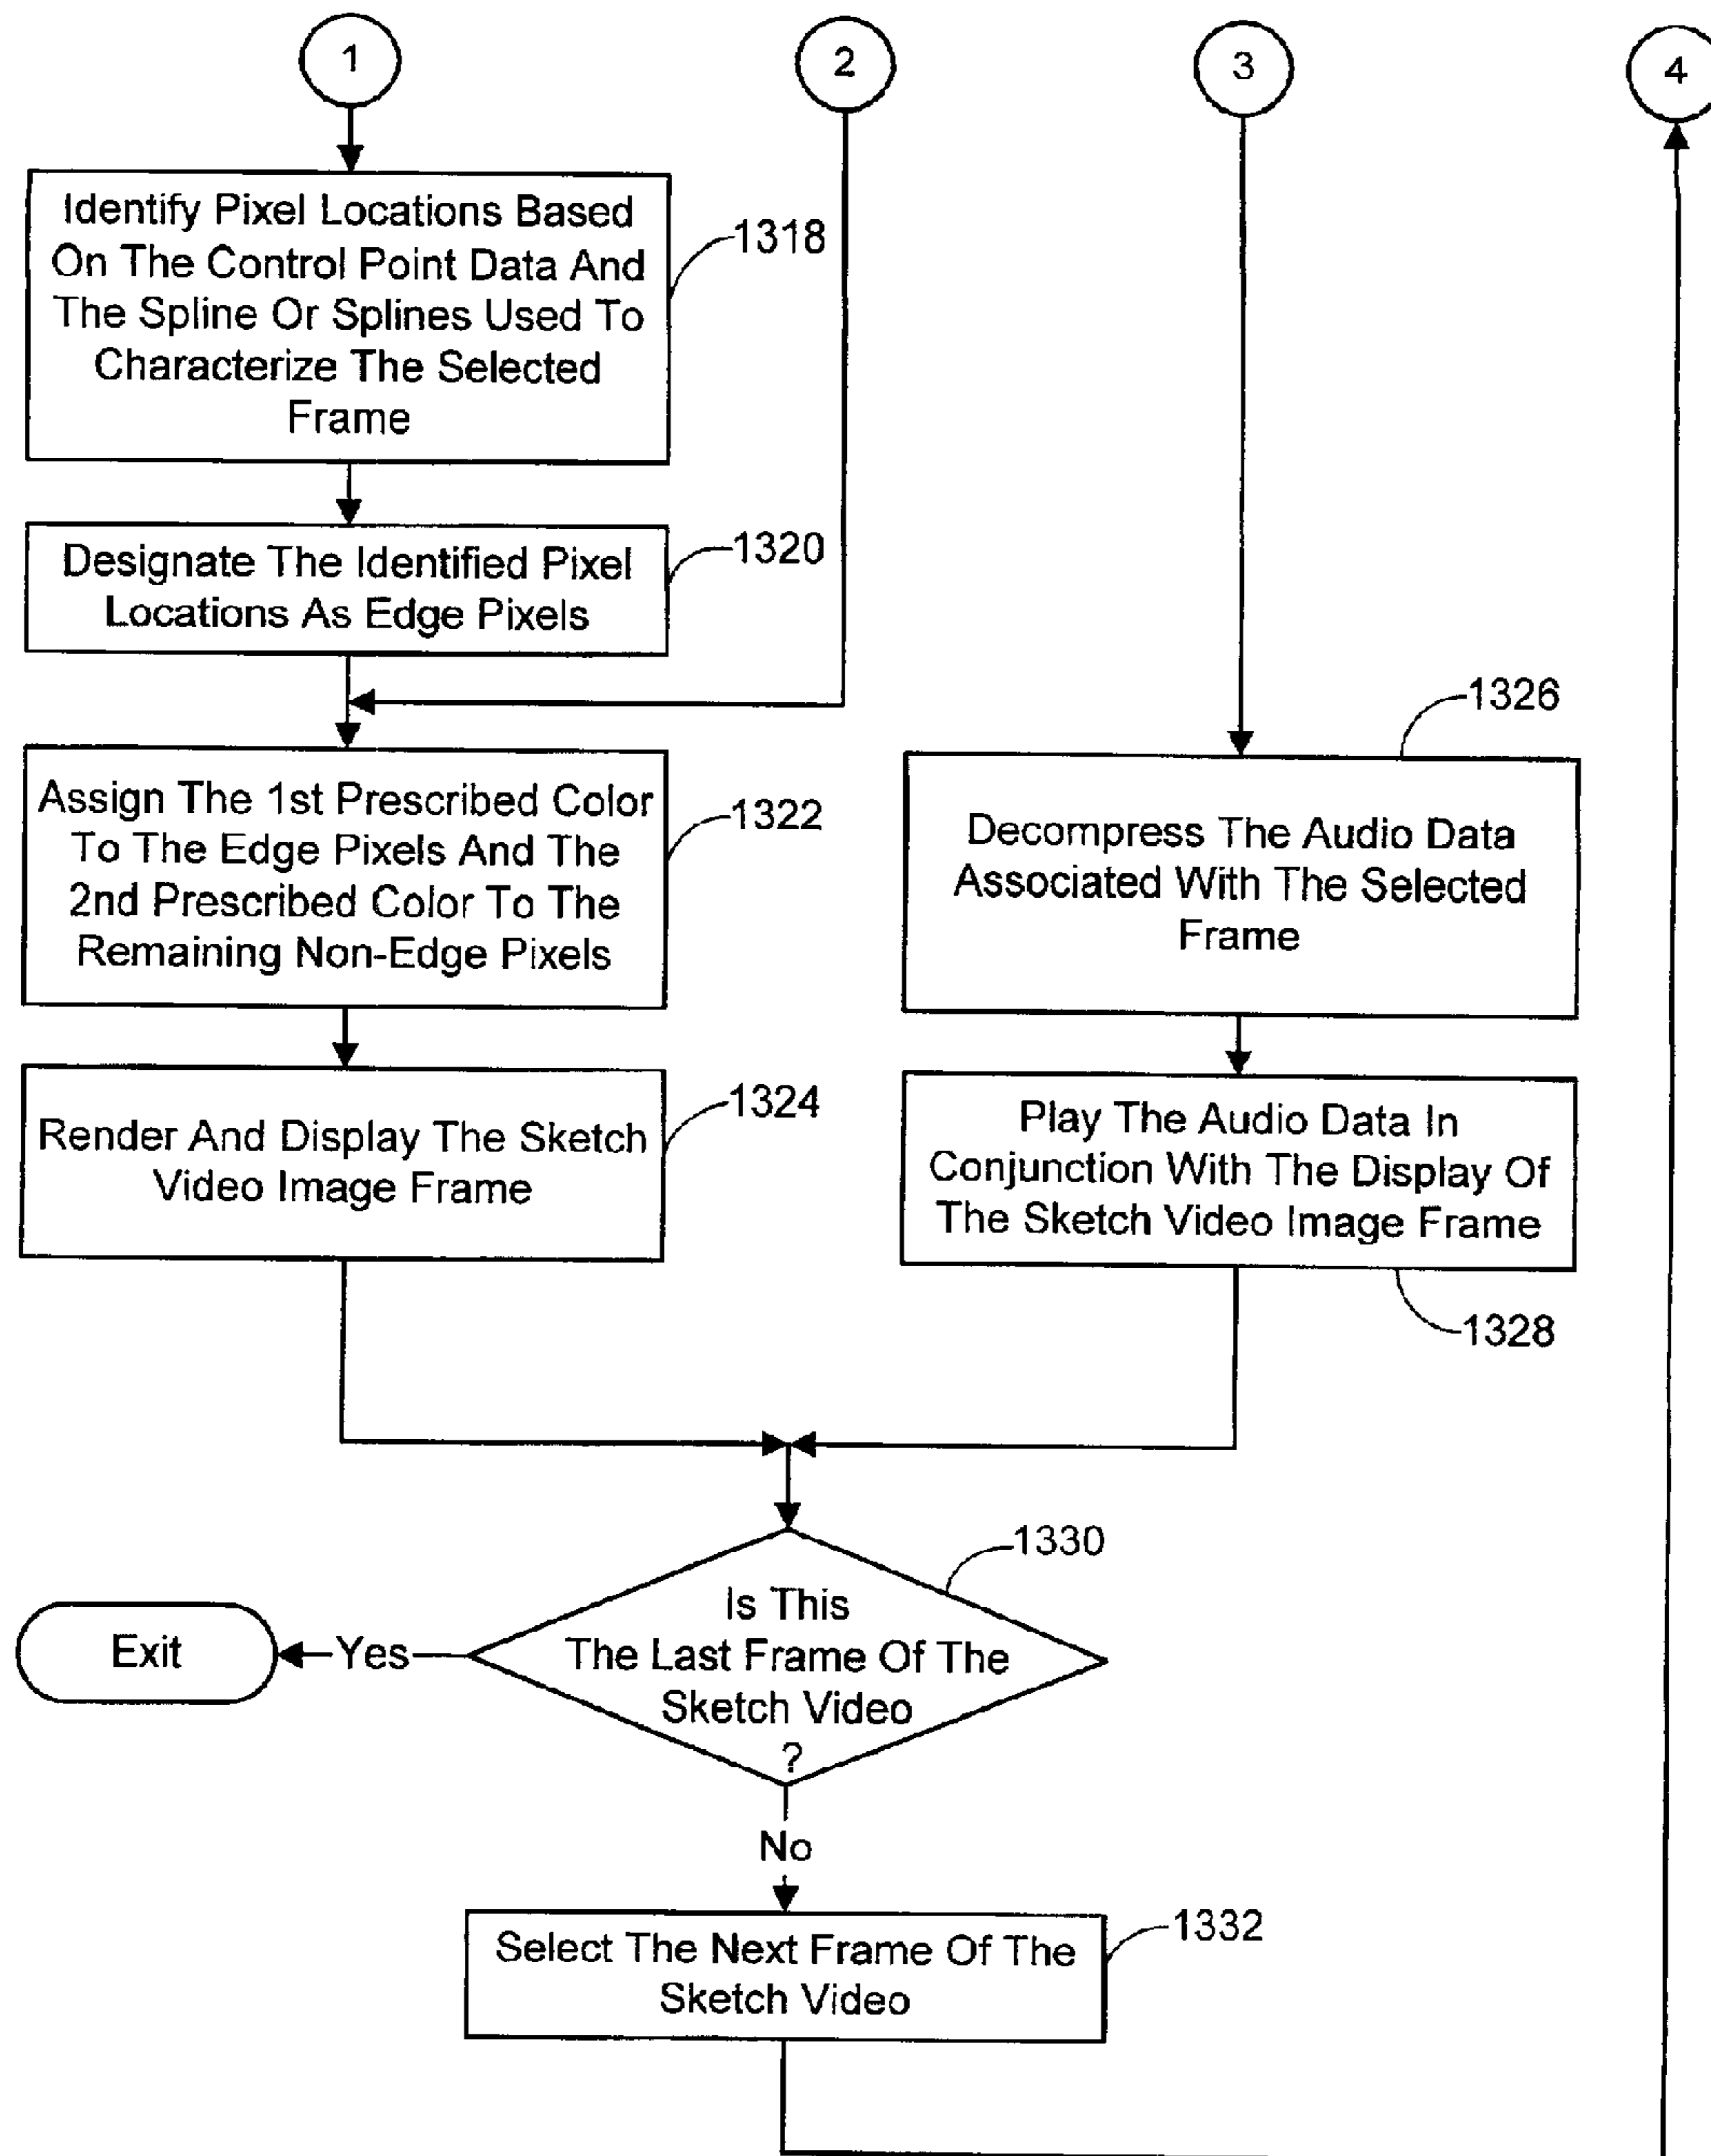 1
2
3
4
Identify Pixel Locations Based
On The Control Point Data And
The Spline Or Splines Used To
Characterize The Selected
Frame
1318
Designate The Identified Pixel
Locations As Edge Pixels
1320
Assign The 1st Prescribed Color
To The Edge Pixels And The
2nd Prescribed Color To The
Remaining Non-Edge Pixels
1322
Render And Display The Sketch
Video Image Frame
1324
1326
Decompress The Audio Data
Associated With The Selected
Frame
Play The Audio Data In
Conjunction With The Display Of
The Sketch Video Image Frame
1328
1330
Is This
The Last Frame Of The
Sketch Video
?
Yes
Exit
No
Select The Next Frame Of The
Sketch Video
1332